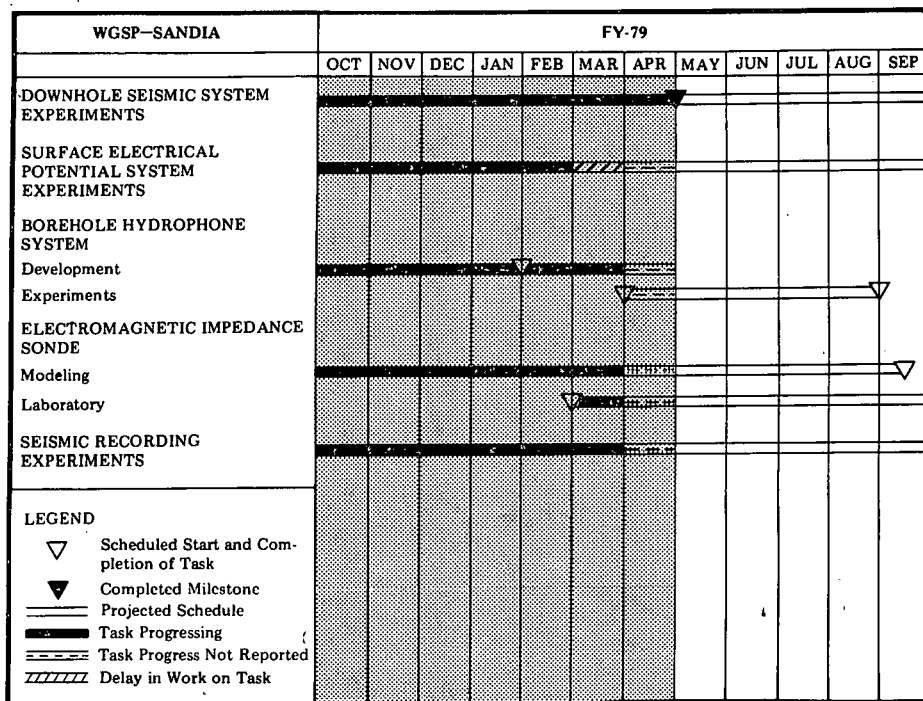 WGSP—SANDIA
FY-79
OCT NOV DEC JAN FEB MAR APR MAY JUN JUL AUG SEP
DOWNHOLE SEISMIC SYSTEM
EXPERIMENTS
SURFACE ELECTRICAL
POTENTIAL SYSTEM
EXPERIMENTS
BOREHOLE HYDROPHONE
SYSTEM
Development
Experiments
ELECTROMAGNETIC IMPEDANCE
SONDE
Modeling
Laboratory
SEISMIC RECORDING
EXPERIMENTS
LEGEND
Scheduled Start and Com-
pletion of Task
Completed Milestone
Projected Schedule
Task Progressing
Task Progress Not Reported
Delay in Work on Task